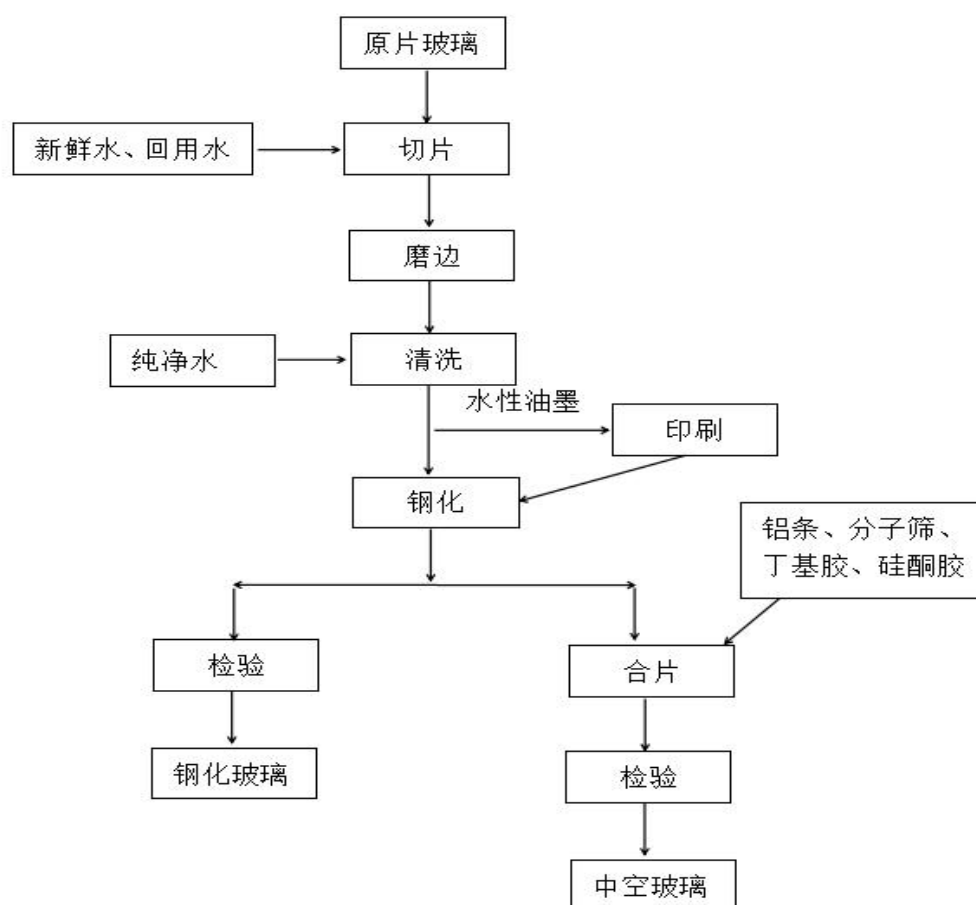 原片玻璃
新鲜水、回用水
切片
磨边
纯净水
清洗
水性油墨
印刷
钢化
铝条、分子筛、
丁基胶、硅酮胶
检验
合片
钢化玻璃
检验
中空玻璃